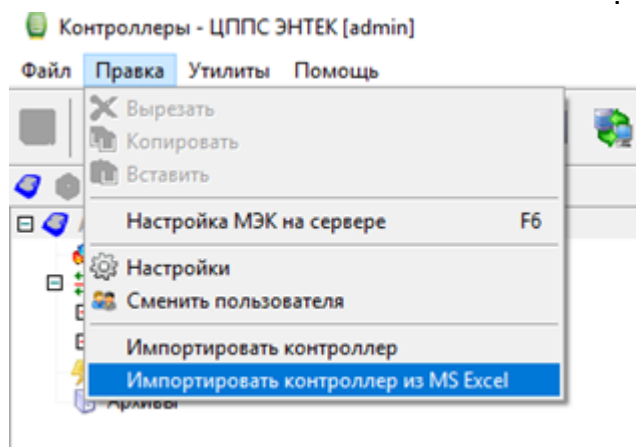 Контроллеры - ЦППС ЭНТЕК [admin]
Файл Правка Утилиты Помощь
Вырезать
Копировать
Вставить
Настройка МЭК на сервере F6
Настройки
Сменить пользователя
Импортировать контроллер
Импортировать контроллер из MS Excel
Архивы